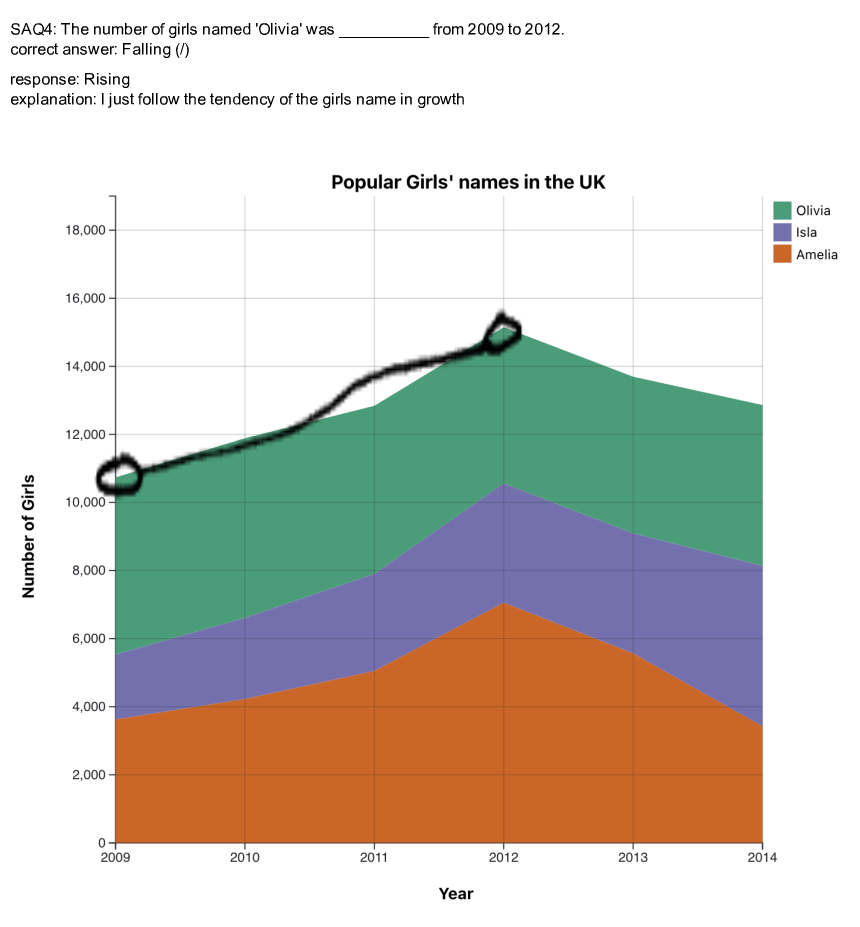 SAQ4: The number of girls named 'Olivia' was ___________ from 2009 to 2012.
correct answer: Falling (/)
response: Rising
explanation: I just follow the tendency of the girls name in growth
Popular Girls' names in the UK
Olivia
Isla
Amelia
18,000
16,000
14,000
12,000
10,000
8,000
6,000
4,000
2,000
0
Number of Girls
2009 2010 2011 2012 2013 2014
Year